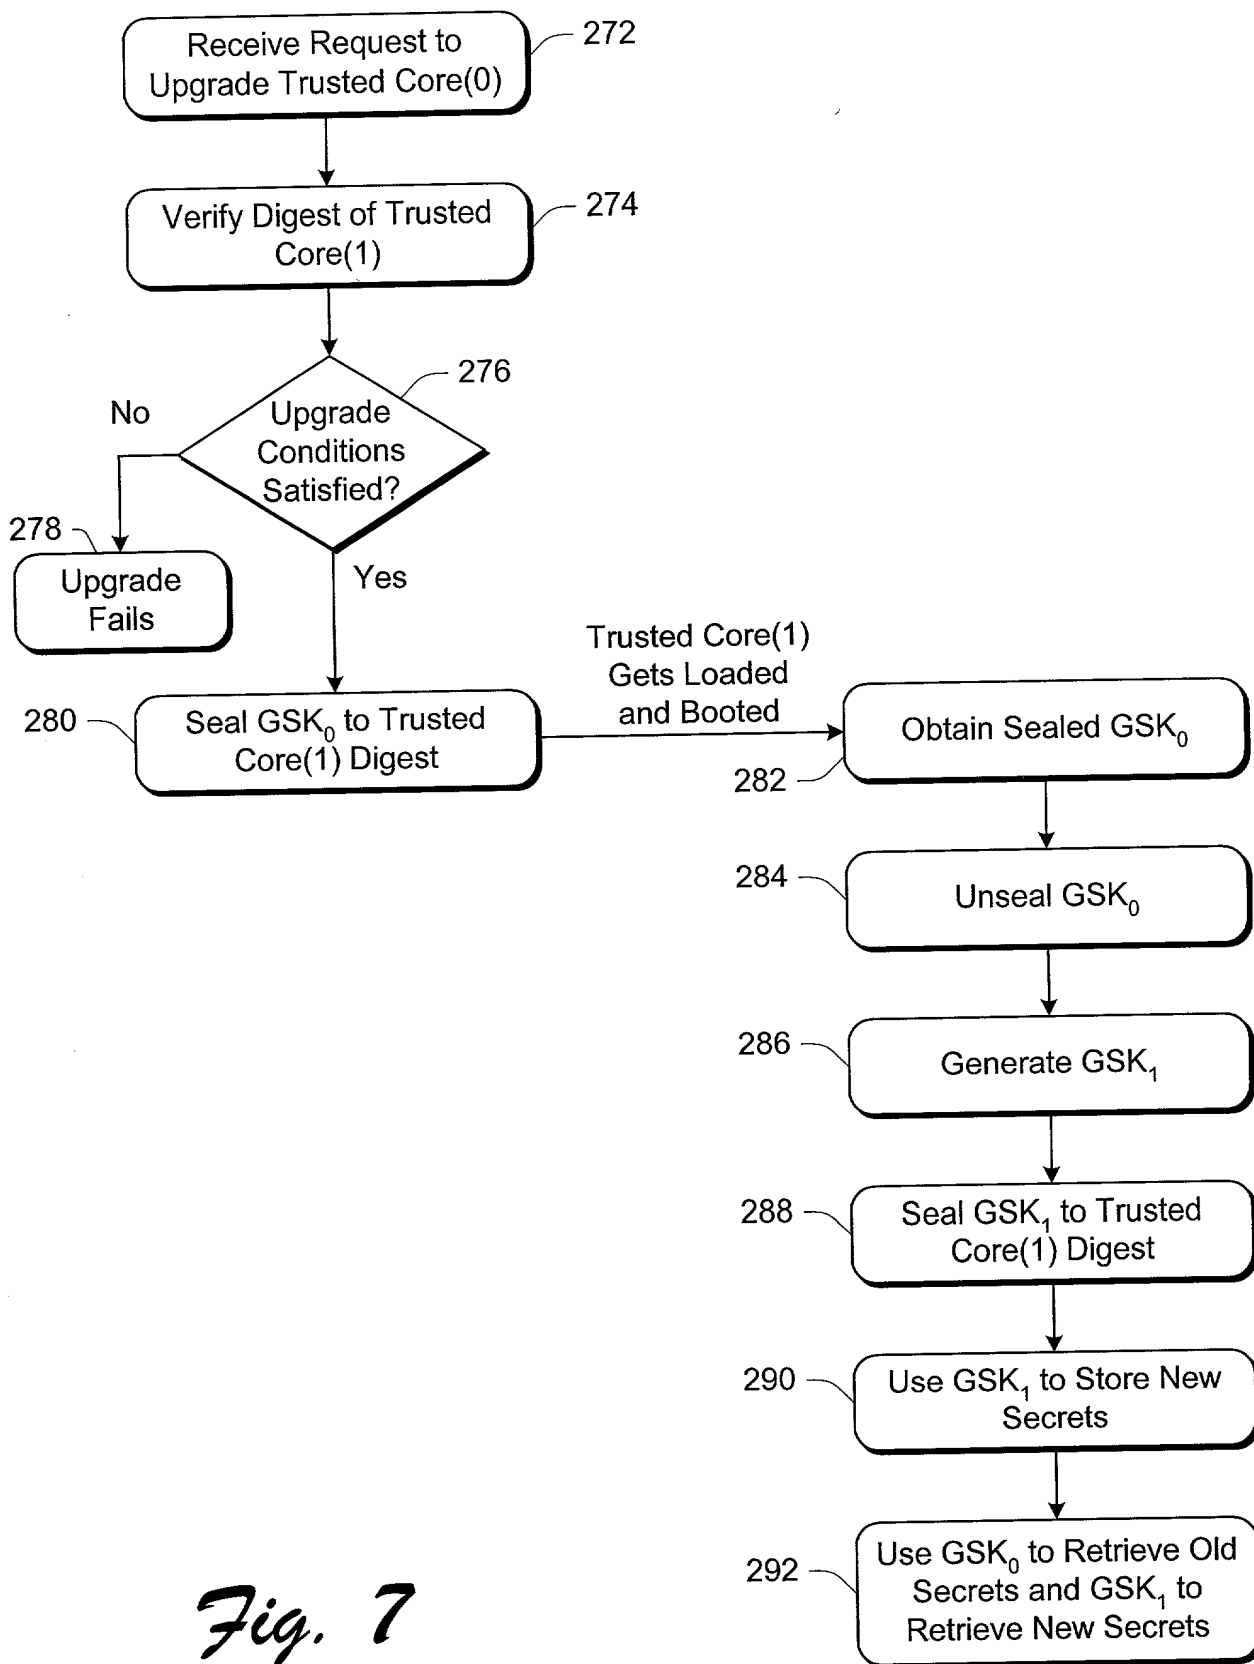 Receive Request to
Upgrade Trusted Core(0)
272
Verify Digest of Trusted
Core(1)
274
276
Upgrade
Conditions
Satisfied?
No
278
Upgrade
Fails
Yes
280
Seal GSK₀ to Trusted
Core(1) Digest
Trusted Core(1)
Gets Loaded
and Booted
Obtain Sealed GSK₀
282
284
Unseal GSK₀
286
Generate GSK₁
288
Seal GSK₁ to Trusted
Core(1) Digest
290
Use GSK₁ to Store New
Secrets
292
Use GSK₀ to Retrieve Old
Secrets and GSK₁ to
Retrieve New Secrets
Fig. 7